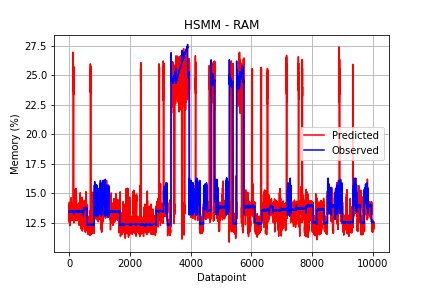 HSMM - RAM
27.5
25.0
22.5
20.0
17.5
15.0
12.5
Memory (%)
Predicted
Observed
0
2000
4000
6000
8000
10000
Datapoint